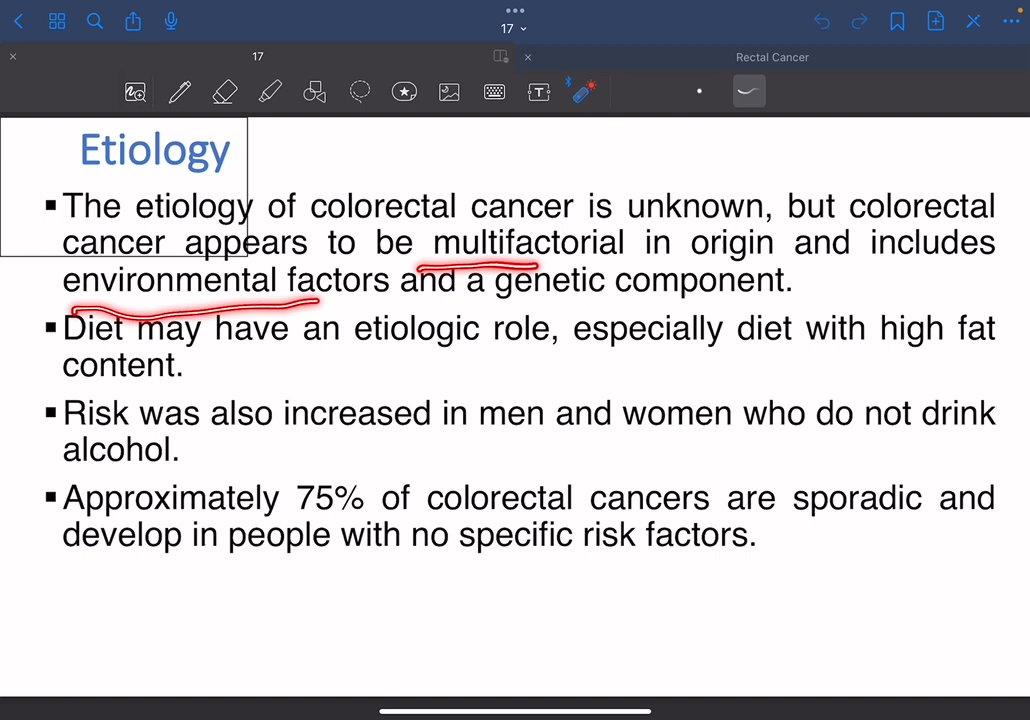 17
17
Rectal Cancer
T
Etiology
▪The etiology of colorectal cancer is unknown, but colorectal
cancer appears to be multifactorial in origin and includes
environmental factors and a genetic component.
▪Diet may have an etiologic role, especially diet with high fat
content.
▪Risk was also increased in men and women who do not drink
alcohol.
▪Approximately 75% of colorectal cancers are sporadic and
develop in people with no specific risk factors.